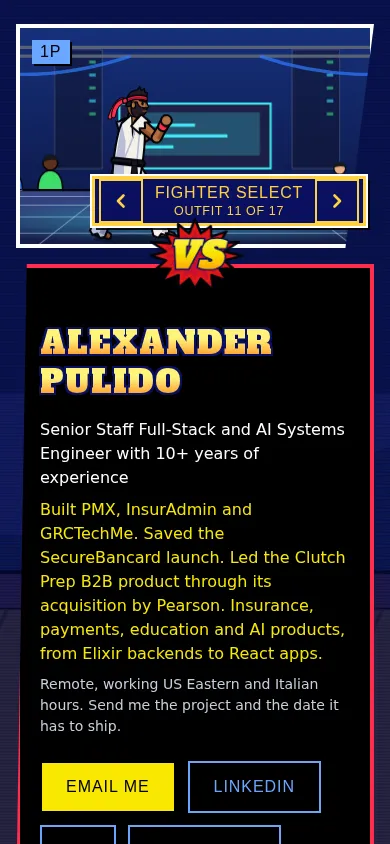 1P
FIGHTER SELECT
OUTFIT 11 OF 17
VS
ALEXANDER
PULIDO
Senior Staff Full-Stack and AI Systems
Engineer with 10+ years of
experience
Built PMX, InsurAdmin and
GRCTechMe. Saved the
SecureBancard launch. Led the Clutch
Prep B2B product through its
acquisition by Pearson. Insurance,
payments, education and AI products,
from Elixir backends to React apps.
Remote, working US Eastern and Italian
hours. Send me the project and the date it
has to ship.
EMAIL ME
LINKEDIN